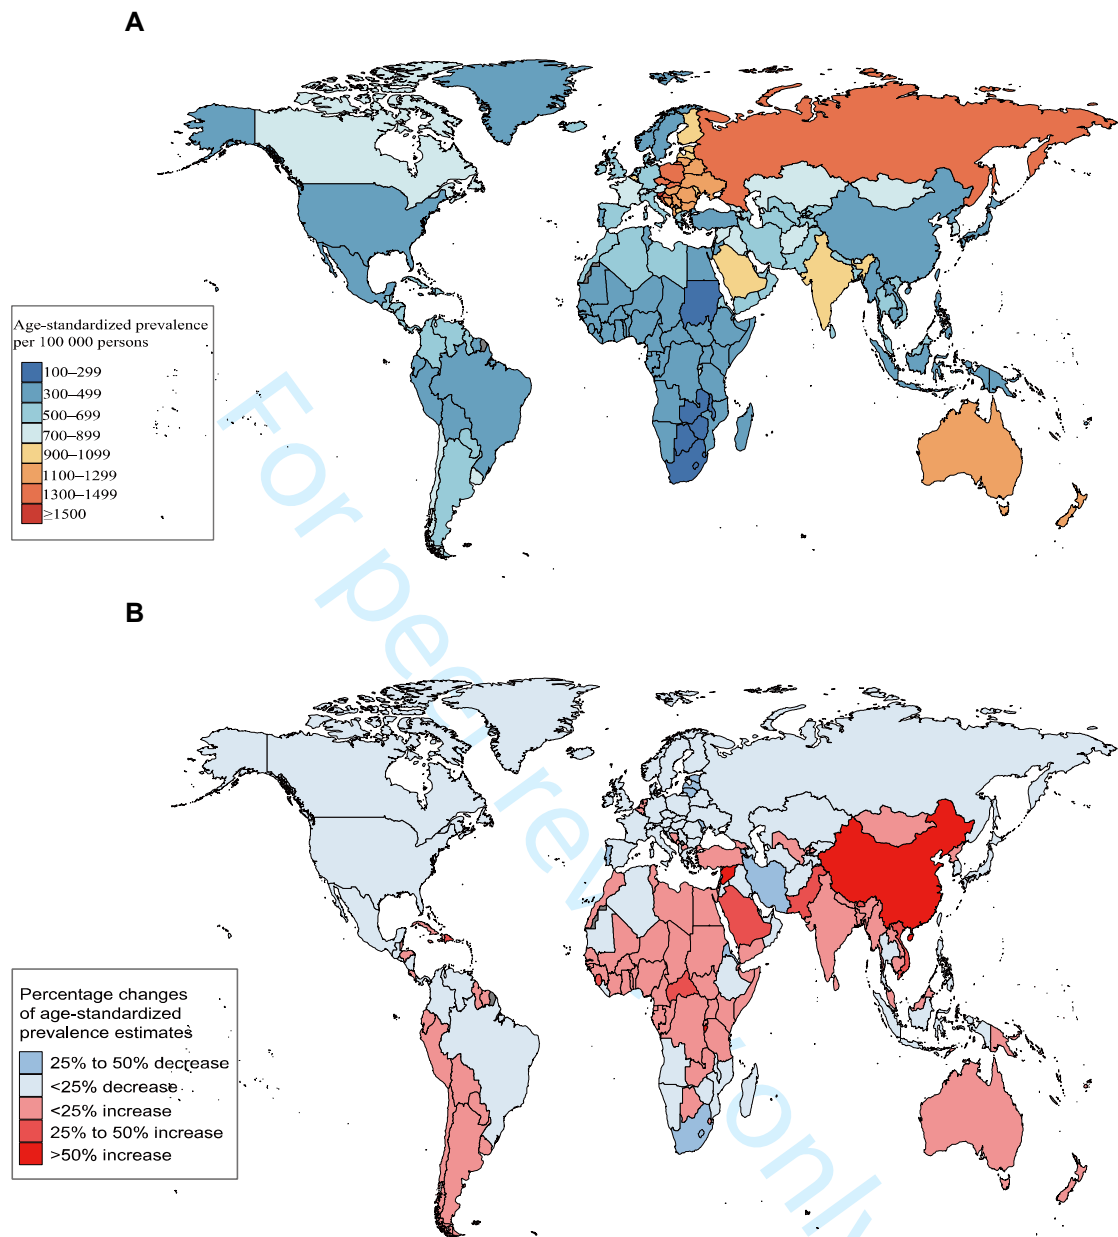 A
Age-standardized prevalence
per 100 000 persons
100–299
300–499
500–699
700–899
900–1099
1100–1299
1300–1499
≥1500
For peer review only
B
Percentage changes
of age-standardized
prevalence estimates
25% to 50% decrease
<25% decrease
<25% increase
25% to 50% increase
>50% increase